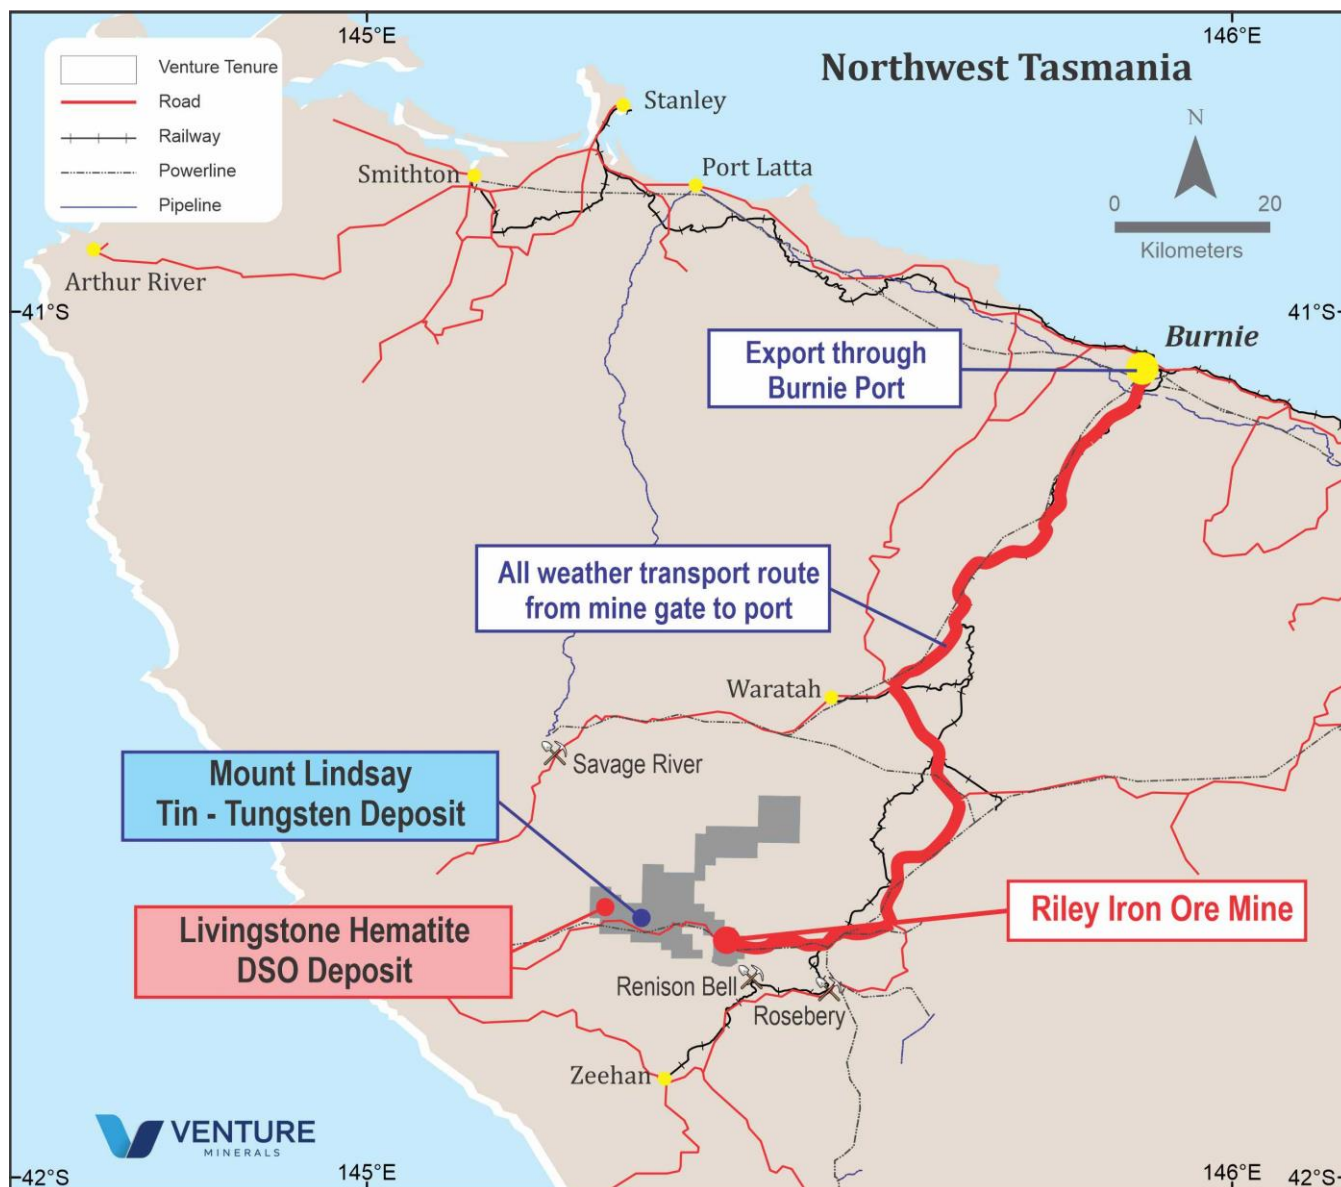 145°E
146°E
Northwest Tasmania
Venture Tenure
Road
Railway
Powerline
Pipeline
N
0 20
Kilometers
Stanley
Smithton
Port Latta
Arthur River
41°S
41°S
Burnie
Export through
Burnie Port
All weather transport route
from mine gate to port
Waratah
Savage River
Mount Lindsay
Tin - Tungsten Deposit
Livingstone Hematite
DSO Deposit
Riley Iron Ore Mine
Renison Bell
Rosebery
Zeehan
VENTURE
MINERALS
42°S
145°E
146°E
42°S